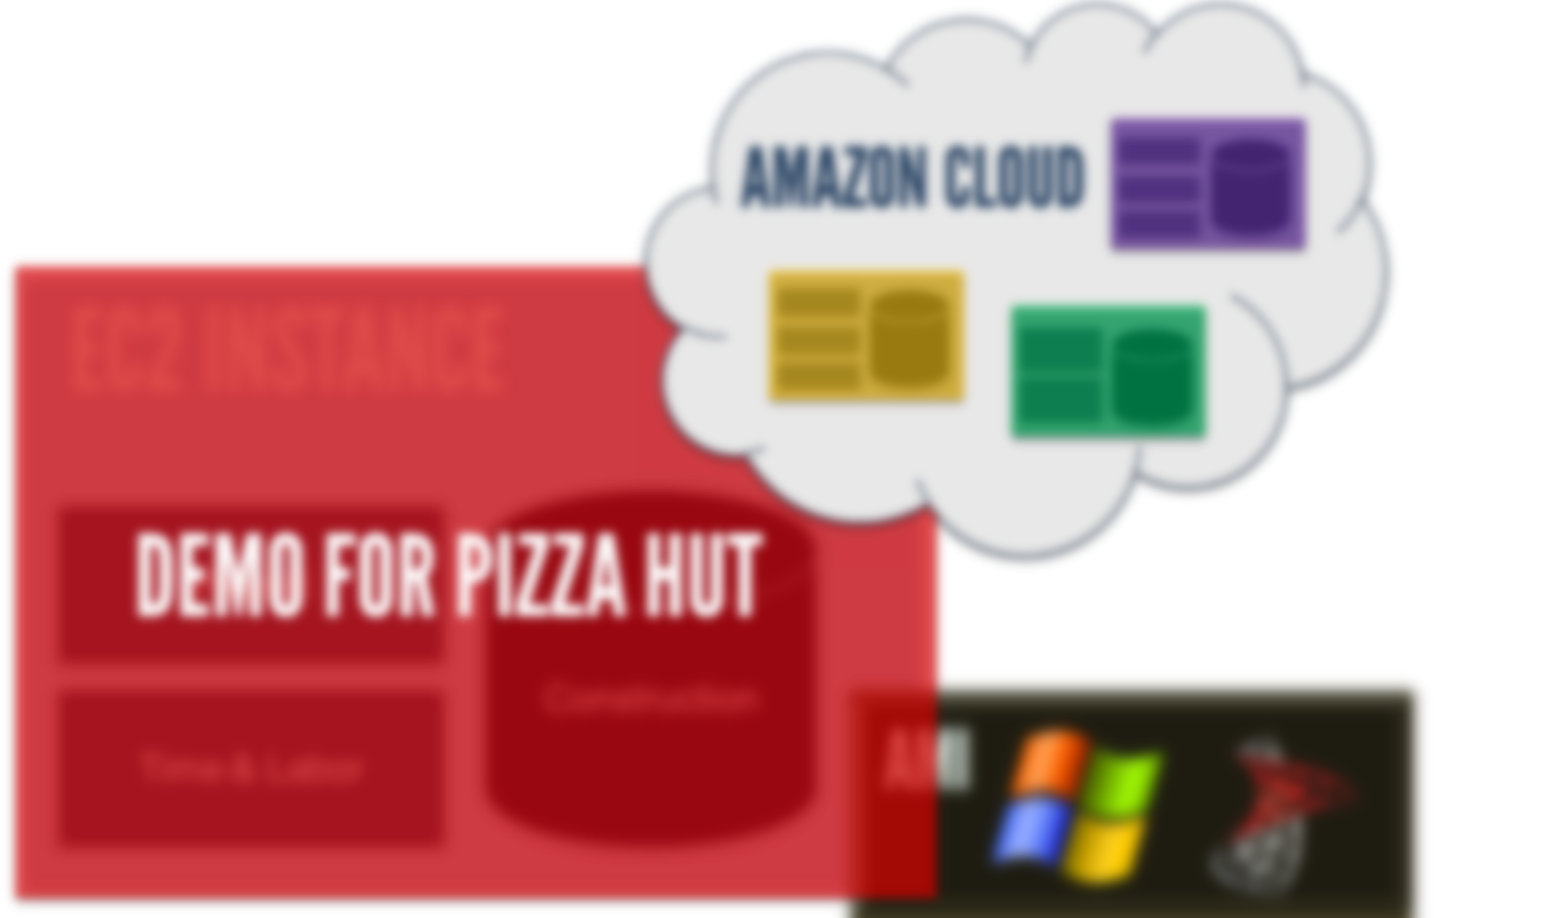 AMAZON CLOUD
EC2 INSTANCE
DEMO FOR PIZZA HUT
Construction
Time & Labor
AMI